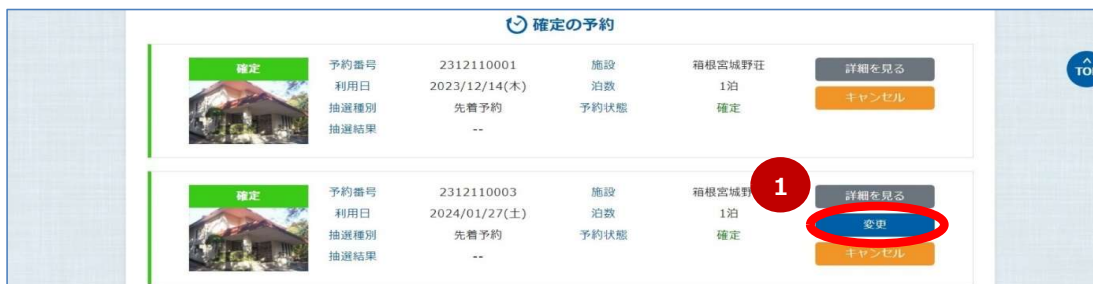 確定の予約
確定
予約番号 2312110001 施設 箱根宮城野荘
利用日 2023/12/14(木) 泊数 1泊
抽選種別 先着予約 予約状態 確定
抽選結果 --
詳細を見る
キャンセル
TO
確定
予約番号 2312110003 施設 箱根宮城野
利用日 2024/01/27(土) 泊数 1泊
抽選種別 先着予約 予約状態 確定
抽選結果 --
1
詳細を見る
変更
キャンセル